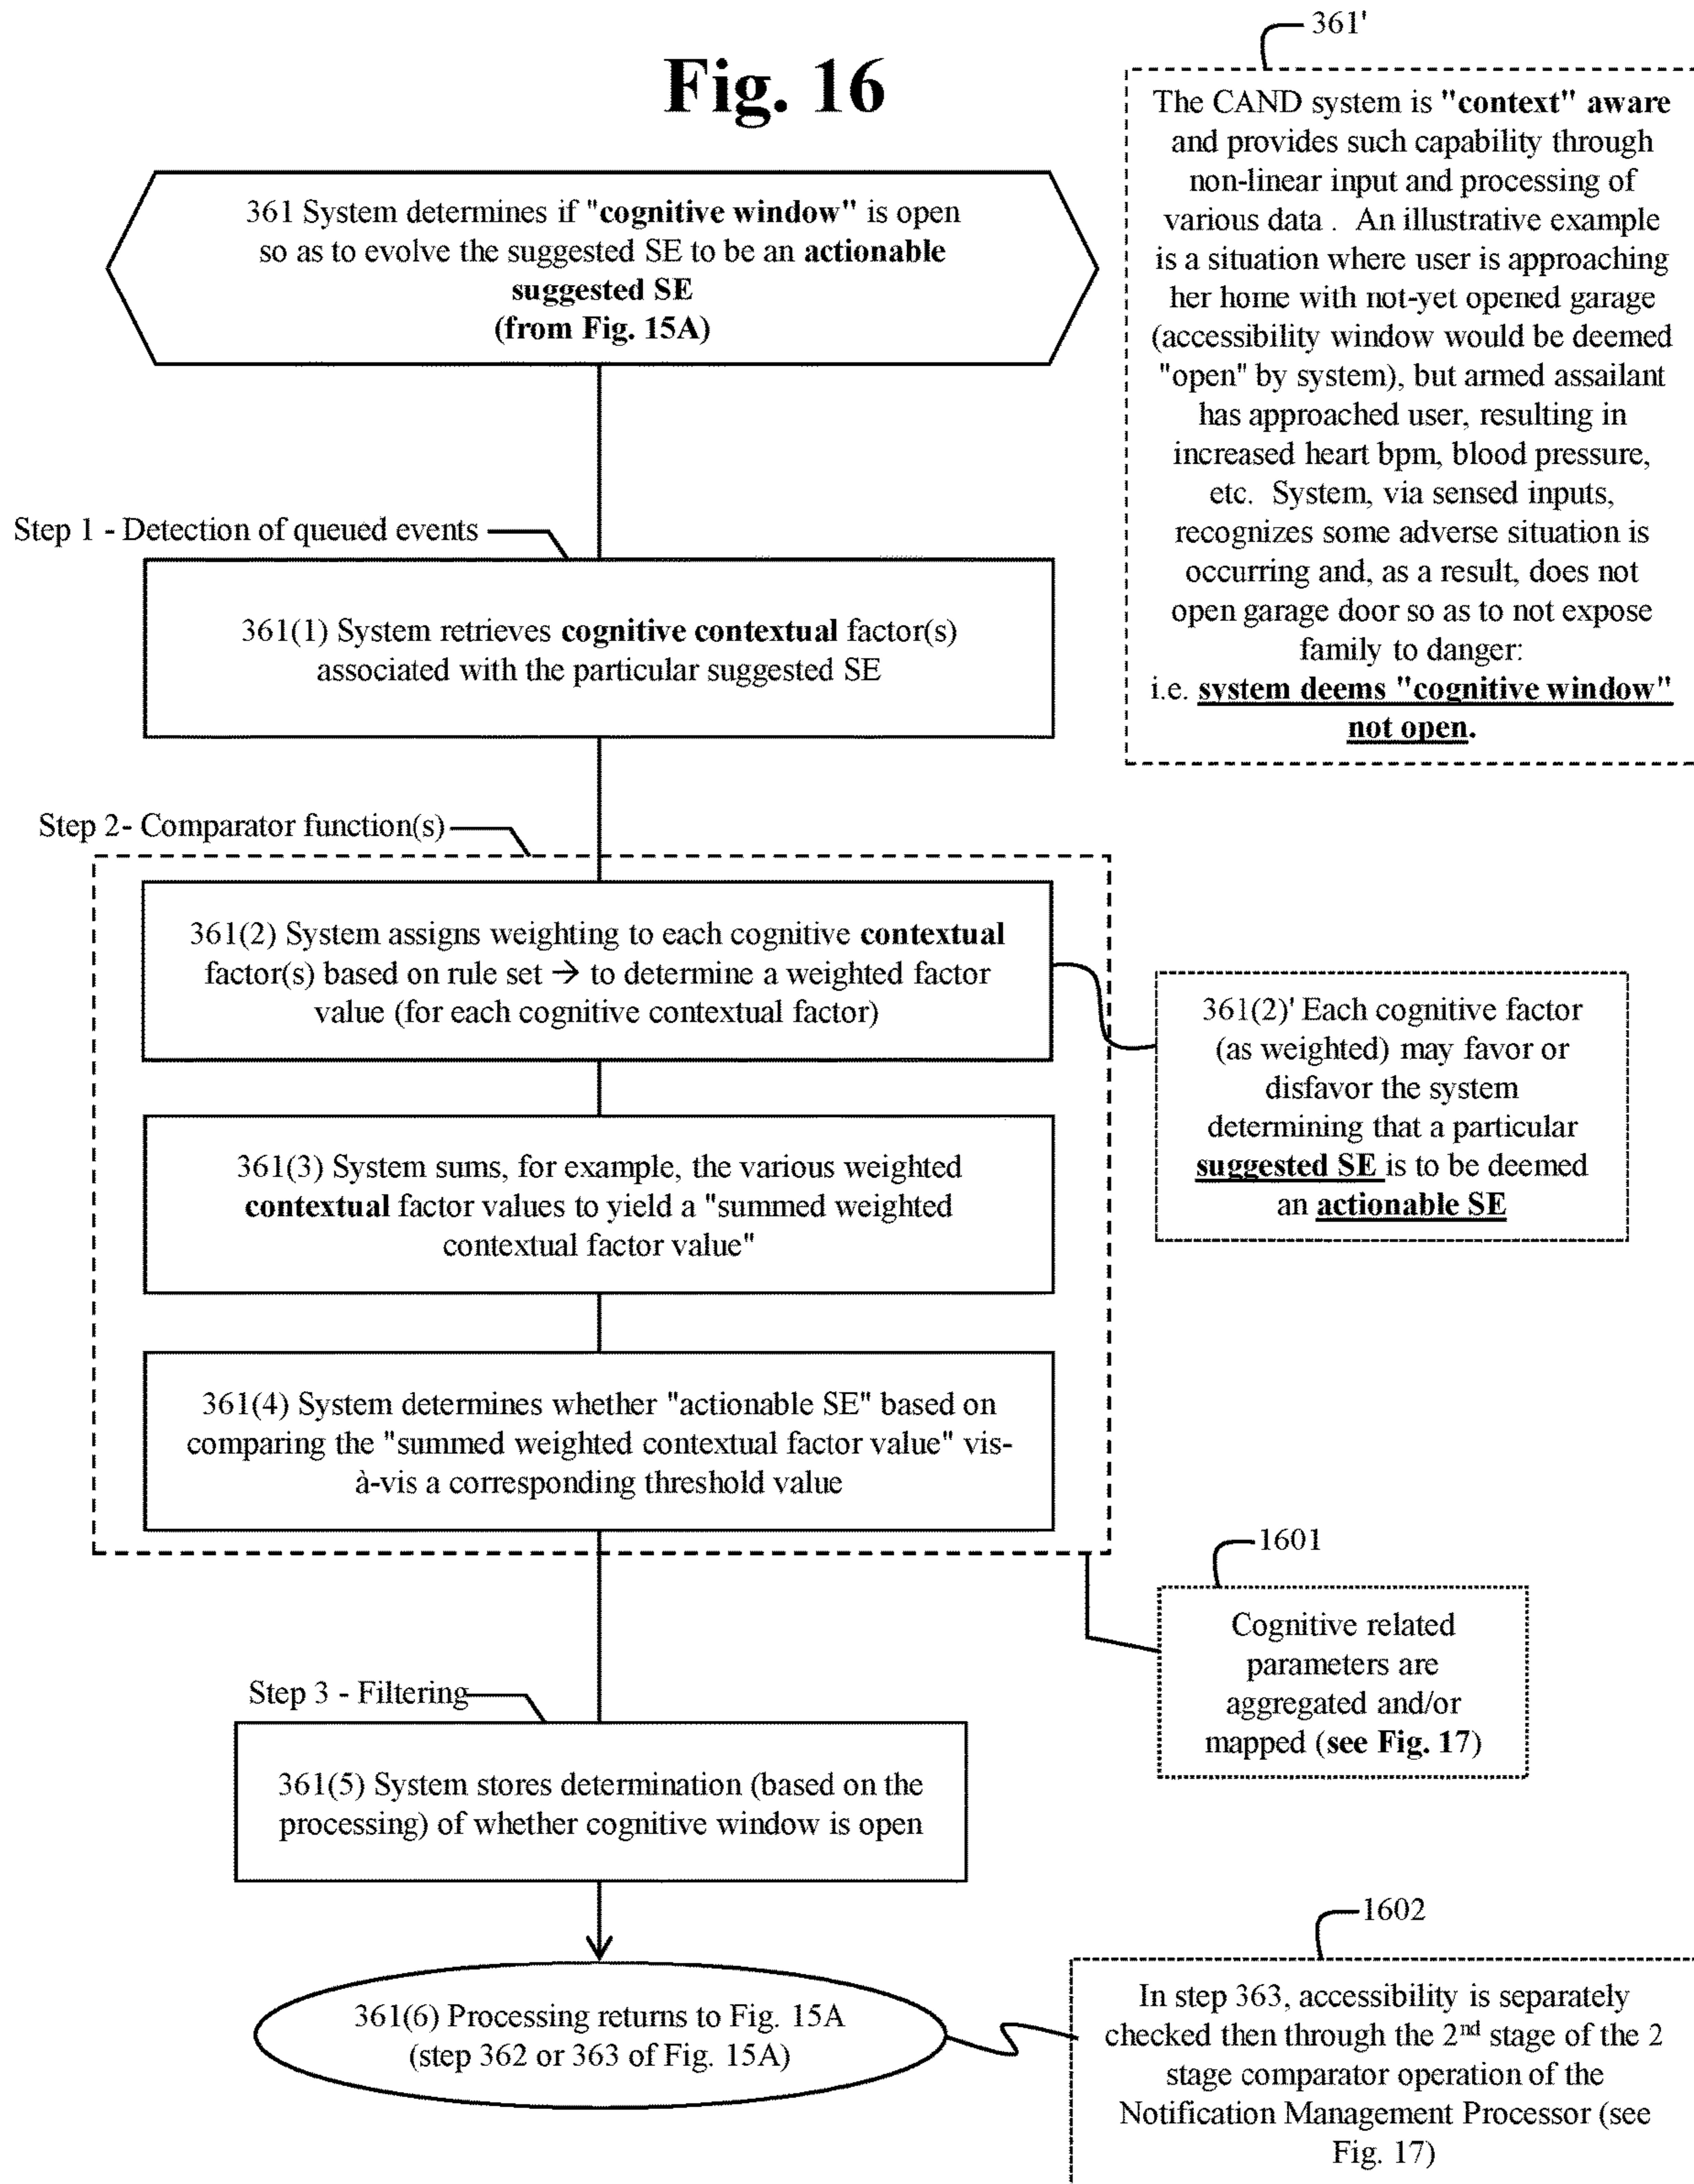 Fig. 16
361'
The CAND system is "context" aware
and provides such capability through
non-linear input and processing of
various data . An illustrative example
is a situation where user is approaching
her home with not-yet opened garage
(accessibility window would be deemed
"open" by system), but armed assailant
has approached user, resulting in
increased heart bpm, blood pressure,
etc. System, via sensed inputs,
recognizes some adverse situation is
occurring and, as a result, does not
open garage door so as to not expose
family to danger:
i.e. system deems "cognitive window"
not open.
361 System determines if "cognitive window" is open
so as to evolve the suggested SE to be an actionable
suggested SE
(from Fig. 15A)
Step 1 - Detection of queued events
361(1) System retrieves cognitive contextual factor(s)
associated with the particular suggested SE
Step 2- Comparator function(s)
361(2) System assigns weighting to each cognitive contextual
factor(s) based on rule set → to determine a weighted factor
value (for each cognitive contextual factor)
361(2)' Each cognitive factor
(as weighted) may favor or
disfavor the system
determining that a particular
suggested SE is to be deemed
an actionable SE
361(3) System sums, for example, the various weighted
contextual factor values to yield a "summed weighted
contextual factor value"
361(4) System determines whether "actionable SE" based on
comparing the "summed weighted contextual factor value" vis-
à-vis a corresponding threshold value
1601
Cognitive related
parameters are
aggregated and/or
mapped (see Fig. 17)
Step 3 - Filtering
361(5) System stores determination (based on the
processing) of whether cognitive window is open
361(6) Processing returns to Fig. 15A
(step 362 or 363 of Fig. 15A)
1602
In step 363, accessibility is separately
checked then through the 2nd stage of the 2
stage comparator operation of the
Notification Management Processor (see
Fig. 17)